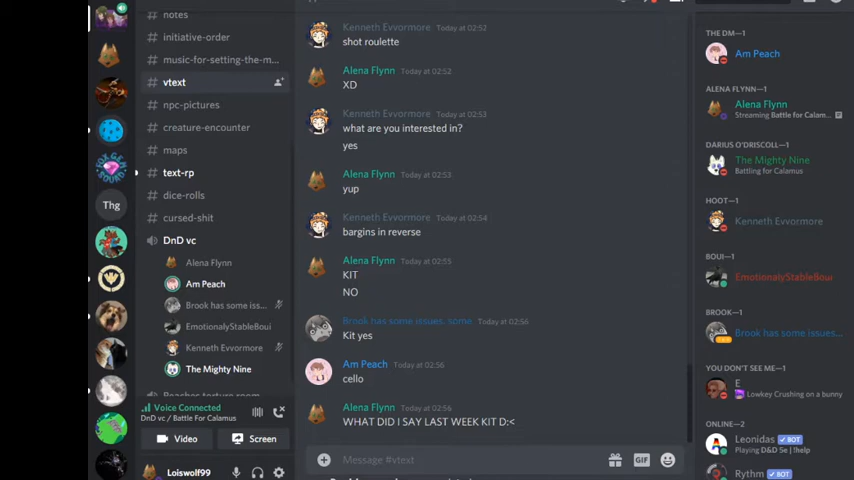 notes
initiative-order
music-for-setting-the-m...
vtext
npc-pictures
creature-encounter
maps
text-rp
dice-rolls
cursed-shit
DnD vc
Alena Flynn
Am Peach
Brook has some iss...
EmotionalyStableBoui
Kenneth Evvormore
The Mighty Nine
Voice Connected
DnD vc / Battle For Calamus
Video
Screen
Loiswolf99
Thg
Kenneth Evvormore Today at 02:52
shot roulette
Alena Flynn Today at 02:52
XD
Kenneth Evvormore Today at 02:53
what are you interested in?
yes
Alena Flynn Today at 02:53
yup
Kenneth Evvormore Today at 02:54
bargins in reverse
Alena Flynn Today at 02:55
KIT
NO
Brook has some issues, some Today at 02:56
Kit yes
Am Peach Today at 02:56
cello
Alena Flynn Today at 02:56
WHAT DID I SAY LAST WEEK KIT D:<
Message #vtext
GIF
THE DM—1
Am Peach
ALENA FLYNN—1
Alena Flynn
Streaming Battle for Calam...
DARIUS O'DRISCOLL—1
The Mighty Nine
Battling for Calamus
HOOT—1
Kenneth Evvormore
BOUI—1
EmotionalyStableBoui
BROOK—1
Brook has some issues...
YOU DON'T SEE ME—1
E
Lowkey Crushing on a bunny
ONLINE—2
Leonidas BOT
Playing D&D 5e | !help
Rythm BOT